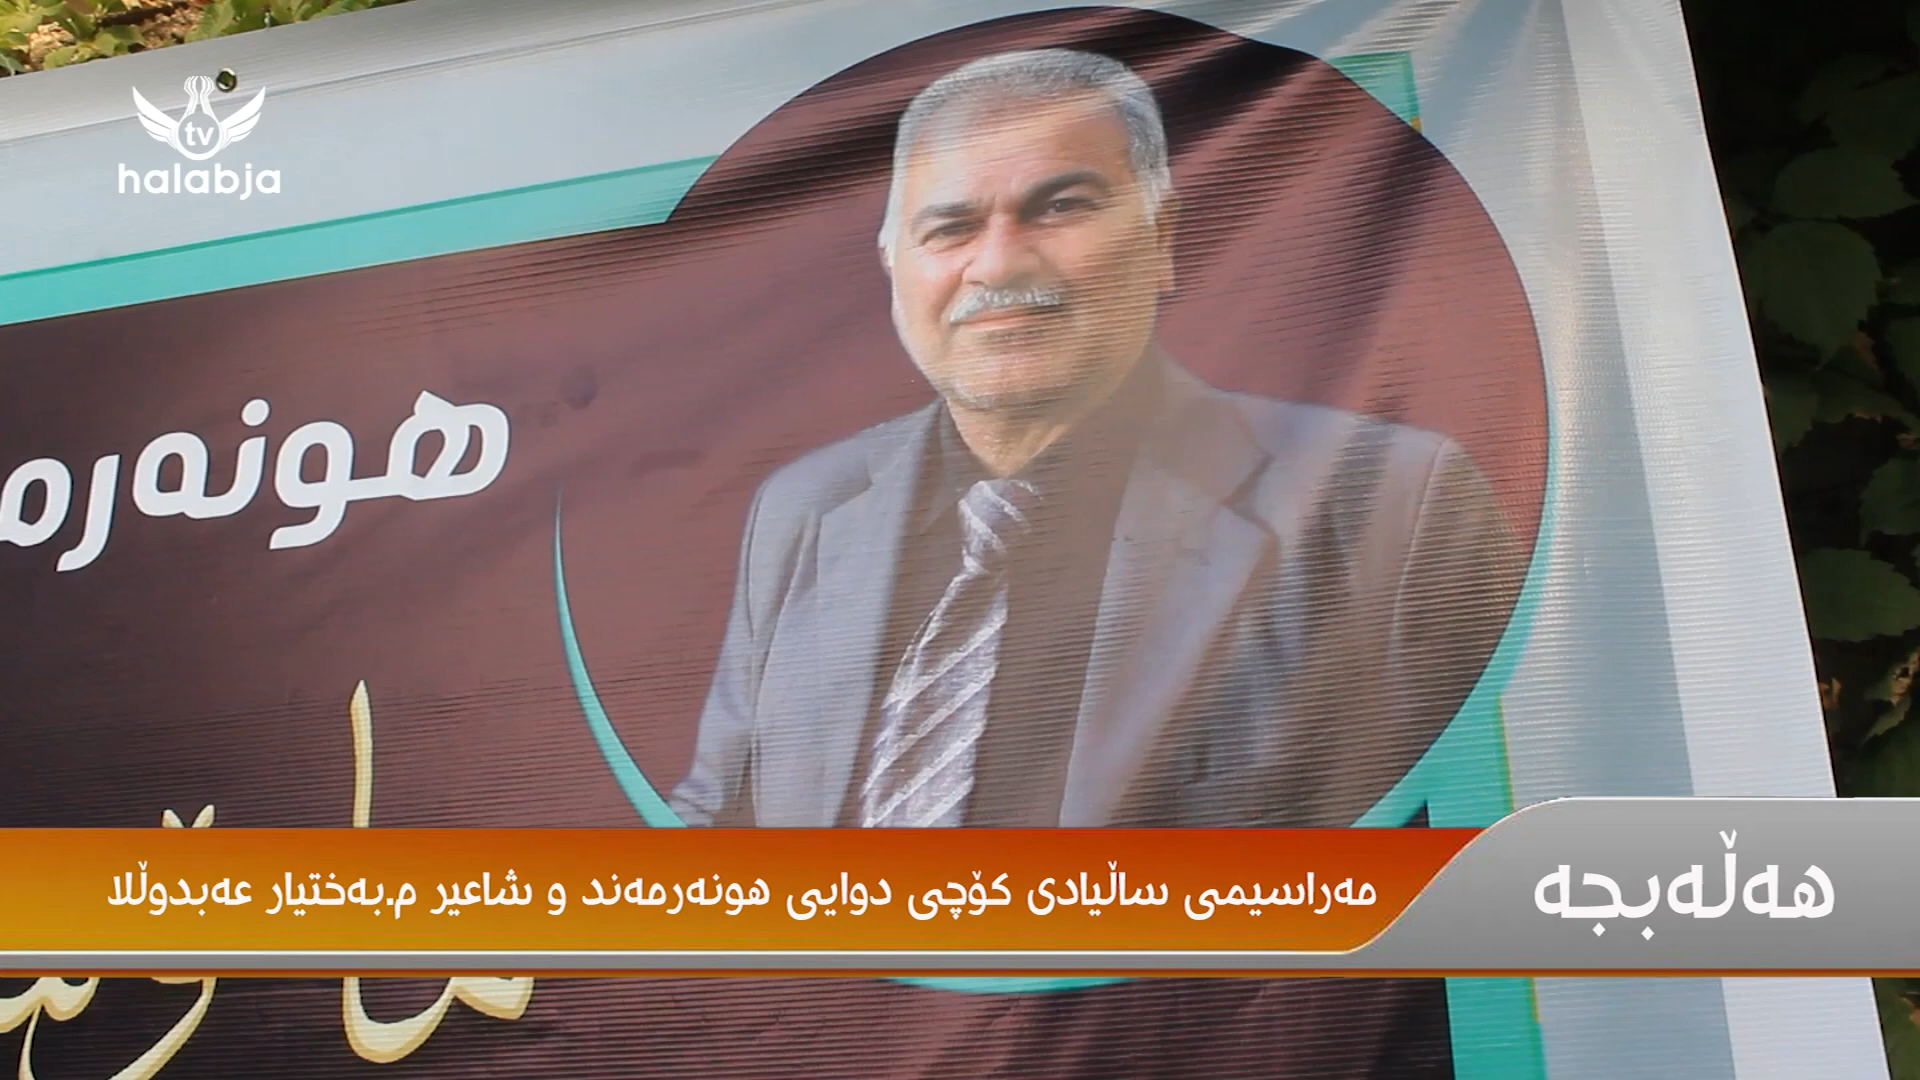 tv
halabja
هونەرم
هەڵەبجە
مەراسیمی ساڵیادی کۆچی دوایی هونەرمەند و شاعیر م.بەختیار عەبدوڵلا